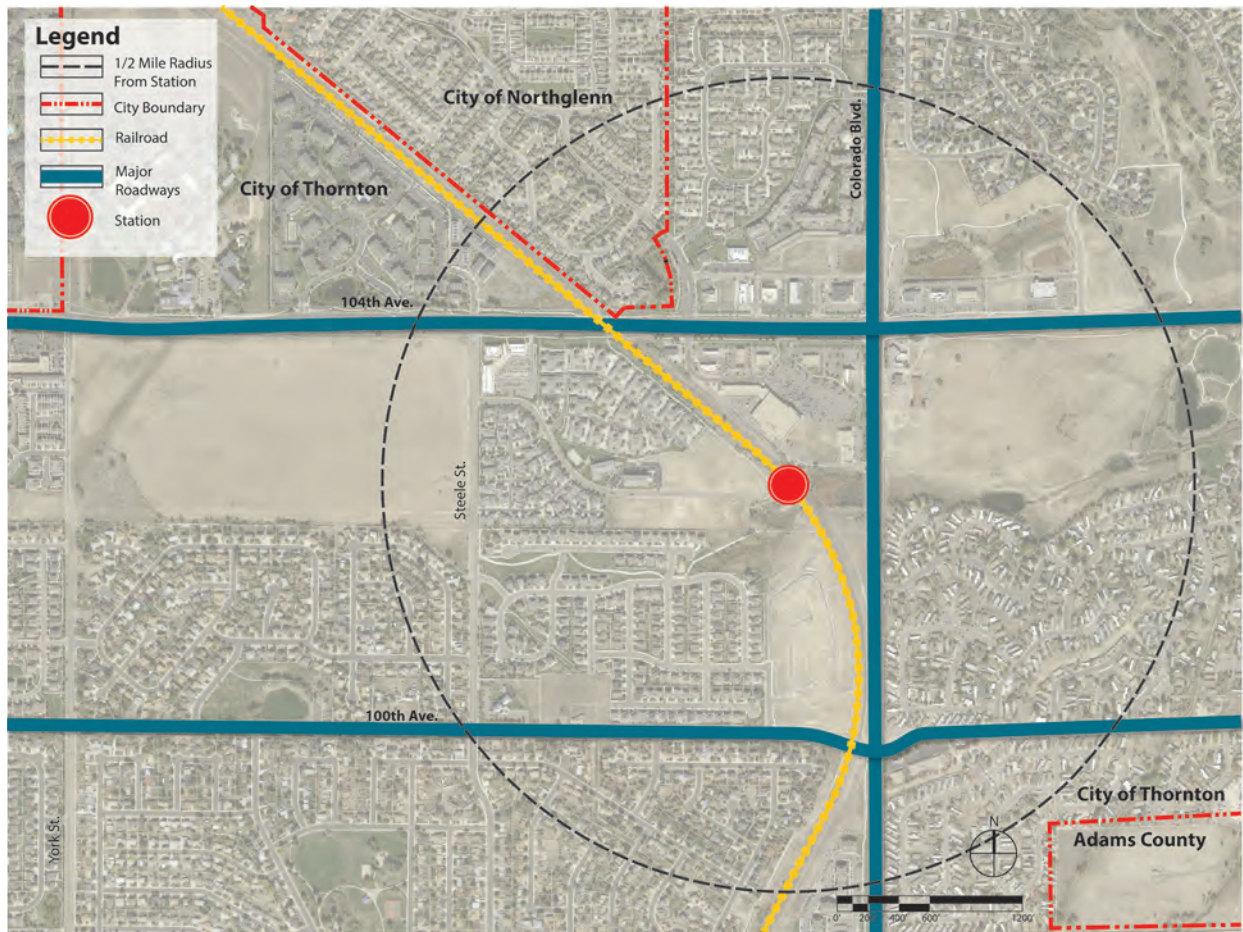 Legend
1/2 Mile Radius
From Station
City Boundary
Railroad
Major
Roadways
Station
City of Northglenn
City of Thornton
Colorado Blvd.
104th Ave.
Steele St.
100th Ave.
York St.
City of Thornton
Adams County
N
0' 200' 400' 600' 1200'